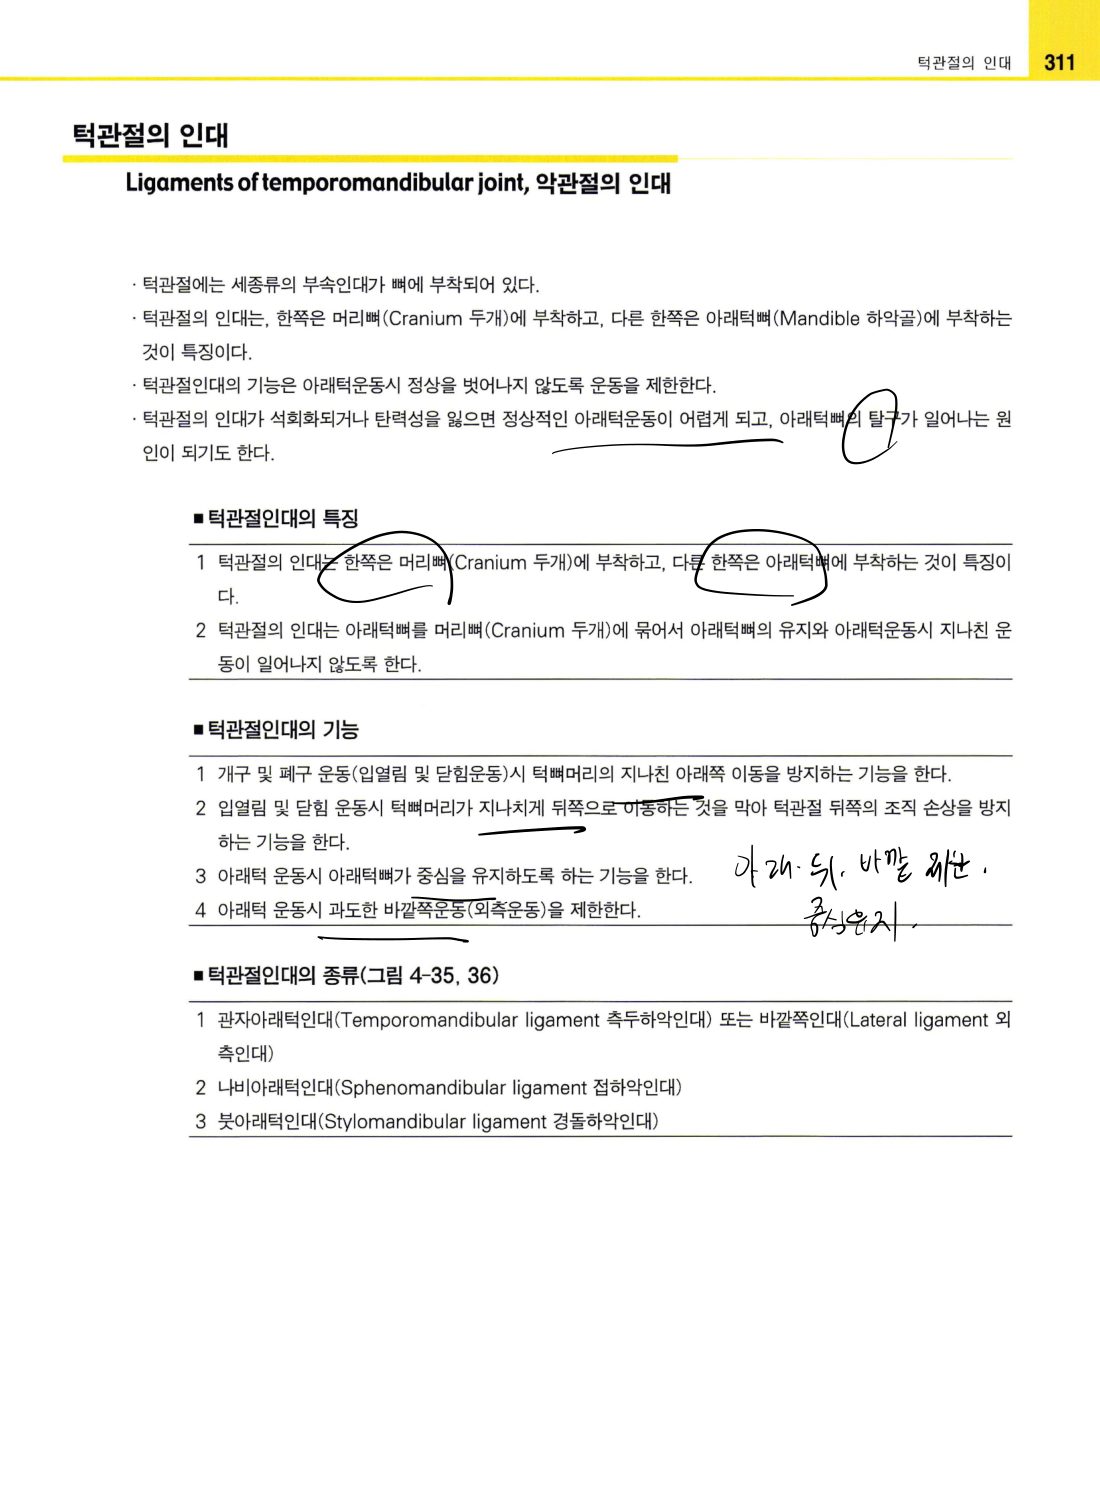 턱관절의 인대 311
턱관절의 인대
Ligaments of temporomandibular joint, 악관절의 인대
· 턱관절에는 세종류의 부속인대가 뼈에 부착되어 있다.
· 턱관절의 인대는, 한쪽은 머리뼈(Cranium 두개)에 부착하고, 다른 한쪽은 아래턱뼈(Mandible 하악골)에 부착하는
것이 특징이다.
· 턱관절인대의 기능은 아래턱운동시 정상을 벗어나지 않도록 운동을 제한한다.
· 턱관절의 인대가 석회화되거나 탄력성을 잃으면 정상적인 아래턱운동이 어렵게 되고, 아래턱뼈의 탈구가 일어나는 원
인이 되기도 한다.
■ 턱관절인대의 특징
1 턱관절의 인대는 한쪽은 머리뼈(Cranium 두개)에 부착하고, 다른 한쪽은 아래턱뼈에 부착하는 것이 특징이
다.
2 턱관절의 인대는 아래턱뼈를 머리뼈(Cranium 두개)에 묶어서 아래턱뼈의 유지와 아래턱운동시 지나친 운
동이 일어나지 않도록 한다.
■ 턱관절인대의 기능
1 개구 및 폐구 운동(입열림 및 닫힘운동)시 턱뼈머리의 지나친 아래쪽 이동을 방지하는 기능을 한다.
2 입열림 및 닫힘 운동시 턱뼈머리가 지나치게 뒤쪽으로 이동하는 것을 막아 턱관절 뒤쪽의 조직 손상을 방지
하는 기능을 한다.
3 아래턱 운동시 아래턱뼈가 중심을 유지하도록 하는 기능을 한다.
아래. 뒤. 바깥 제한.
4 아래턱 운동시 과도한 바깥쪽운동(외측운동)을 제한한다.
중심유지.
■ 턱관절인대의 종류(그림 4-35, 36)
1 관자아래턱인대(Temporomandibular ligament 측두하악인대) 또는 바깥쪽인대(Lateral ligament 외
측인대)
2 나비아래턱인대(Sphenomandibular ligament 접하악인대)
3 붓아래턱인대(Stylomandibular ligament 경돌하악인대)